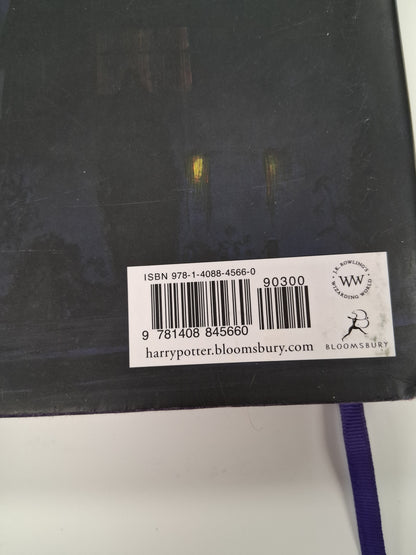 ISBN 978-1-4088-4566-0
90300
9 781408 845660
harrypotter.bloomsbury.com
J.K. ROWLING'S
WW
WIZARDING WORLD
BLOOMSBURY